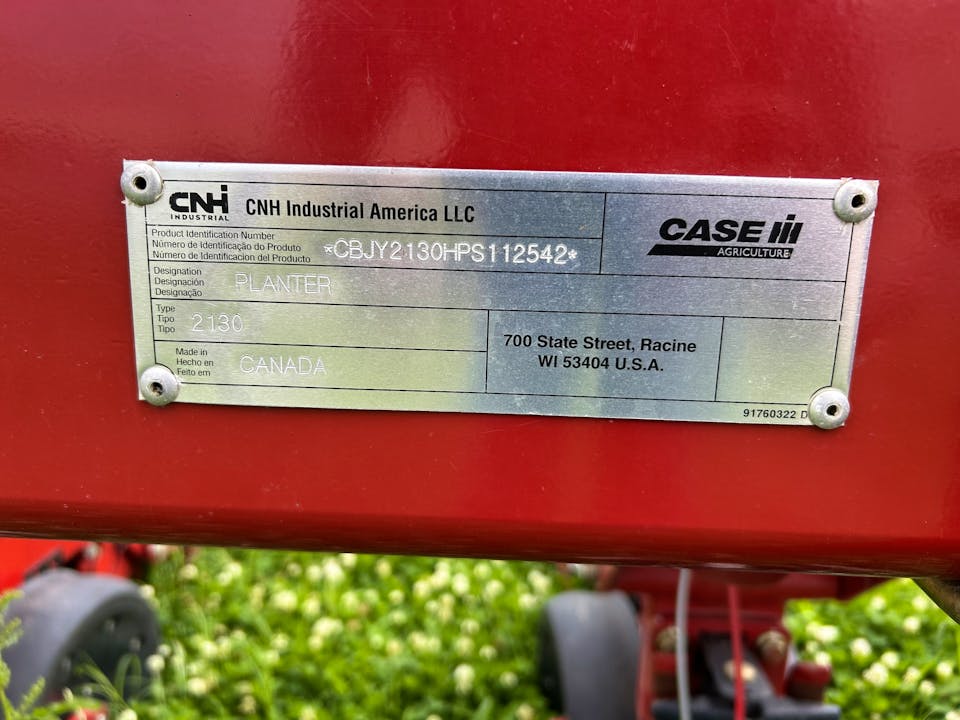 CNH
INDUSTRIAL
CNH Industrial America LLC
Product Identification Number
Número de Identificação do Produto
Número de Identificacion del Producto
*CBJY2130HPS112542*
CASE IH
AGRICULTURE
Designation
Designación
Designação
PLANTER
Type
Tipo
Tipo
2130
Made in
Hecho en
Feito em
CANADA
700 State Street, Racine
WI 53404 U.S.A.
91760322 D